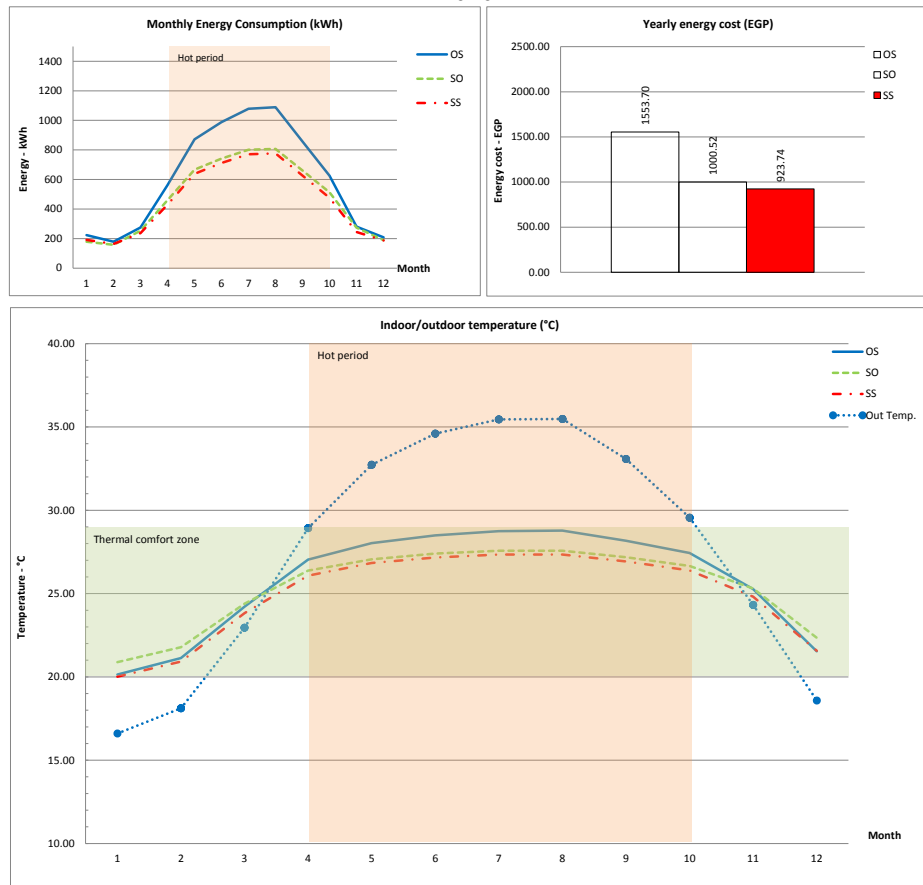 Monthly Energy Consumption (kWh)
Hot period
OS
SO
SS
Energy - kWh
1400
1200
1000
800
600
400
200
0
Month
1 2 3 4 5 6 7 8 9 10 11 12
Yearly energy cost (EGP)
OS
SO
SS
Energy cost - EGP
2500.00
2000.00
1500.00
1000.00
500.00
0.00
1553.70
1000.52
923.74
Indoor/outdoor temperature (°C)
Hot period
OS
SO
SS
Out Temp.
Thermal comfort zone
Temperature - °C
40.00
35.00
30.00
25.00
20.00
15.00
10.00
Month
1 2 3 4 5 6 7 8 9 10 11 12